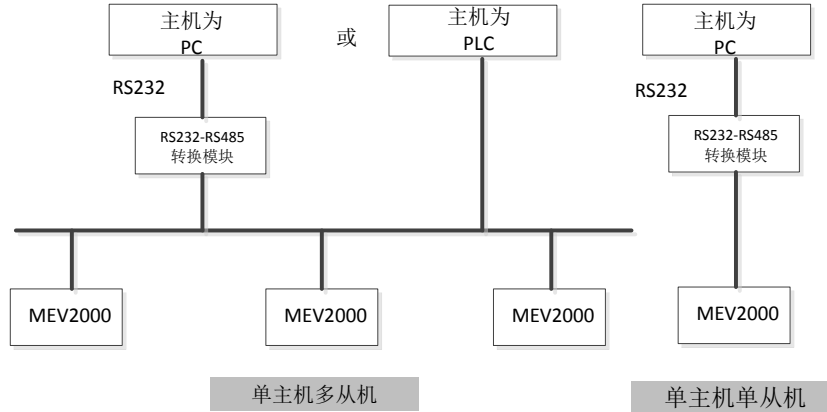 主机为
PC
或
主机为
PLC
主机为
PC
RS232
RS232
RS232-RS485
转换模块
RS232-RS485
转换模块
MEV2000
MEV2000
MEV2000
MEV2000
单主机多从机
单主机单从机